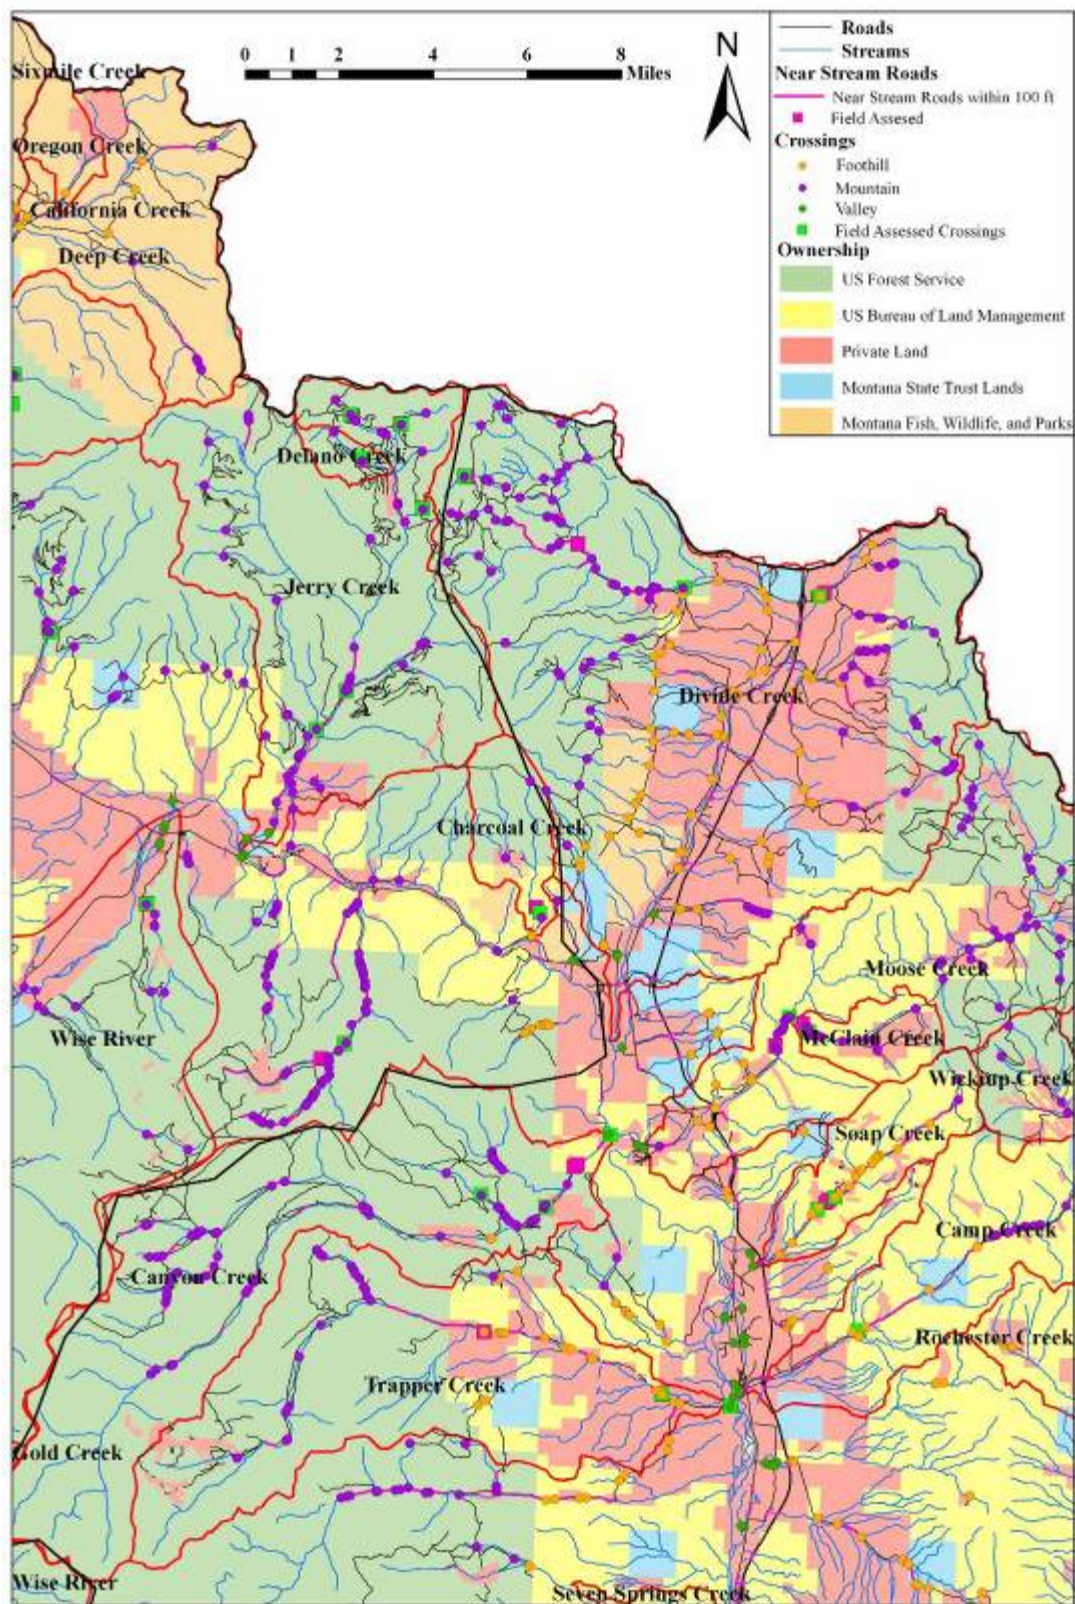 0 1 2 4 6 8
Miles
N
Roads
Streams
Near Stream Roads
Near Stream Roads within 100 ft
Field Assesed
Crossings
Foothill
Mountain
Valley
Field Assessed Crossings
Ownership
US Forest Service
US Bureau of Land Management
Private Land
Montana State Trust Lands
Montana Fish, Wildlife, and Parks
Sixmile Creek
Oregon Creek
California Creek
Deep Creek
Delano Creek
Jerry Creek
Divide Creek
Charcoal Creek
Moose Creek
Wise River
McClain Creek
Wickiup Creek
Soap Creek
Camp Creek
Canyon Creek
Rochester Creek
Trapper Creek
Gold Creek
Wise River
Seven Springs Creek